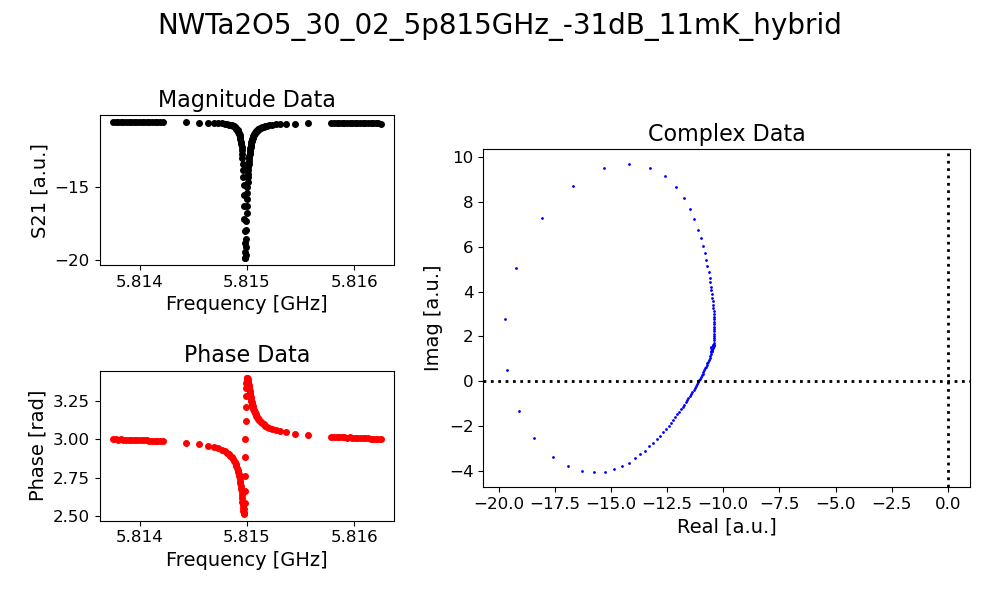 NWTa2O5_30_02_5p815GHz_-31dB_11mK_hybrid
Magnitude Data
S21 [a.u.]
−15
−20
5.814 5.815 5.816
Frequency [GHz]
Phase Data
Phase [rad]
3.25
3.00
2.75
2.50
5.814 5.815 5.816
Frequency [GHz]
Complex Data
Imag [a.u.]
10
8
6
4
2
0
−2
−4
−20.0 −17.5 −15.0 −12.5 −10.0 −7.5 −5.0 −2.5 0.0
Real [a.u.]